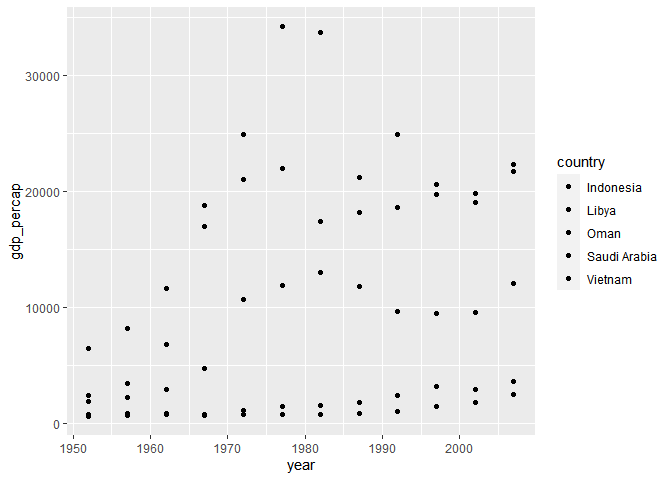 30000
20000
10000
0
gdp_percap
1950 1960 1970 1980 1990 2000
year
country
Indonesia
Libya
Oman
Saudi Arabia
Vietnam